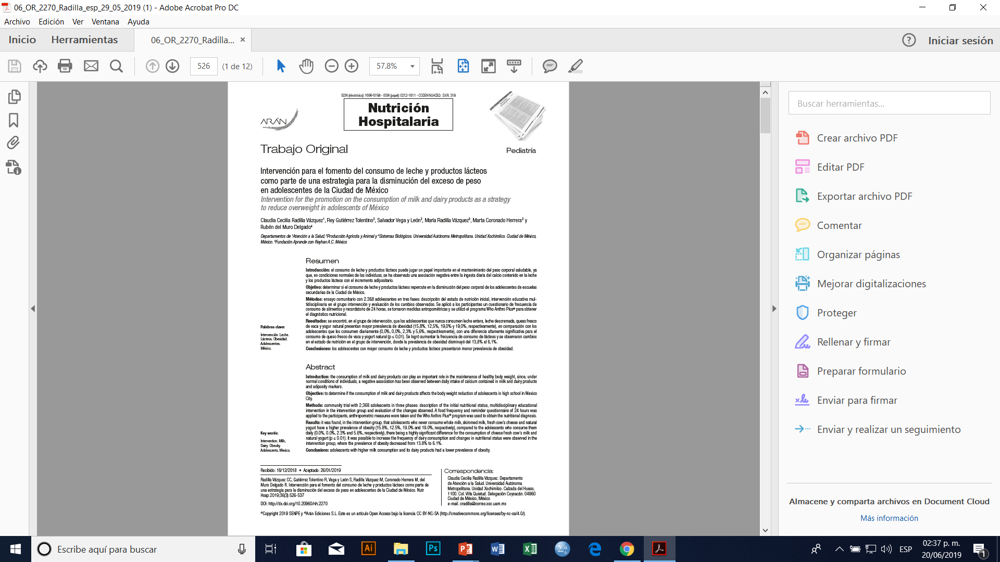 06_OR_2270_Radilla_esp_29_05_2019 (1) - Adobe Acrobat Pro DC
Archivo Edición Ver Ventana Ayuda
Inicio Herramientas 06_OR_2270_Radilla... × ? Iniciar sesión
526 (1 de 12) 57.8%
ISSN (electrónico): 1699-5198 - ISSN (papel): 0212-1611 - CODEN NUHOEQ S.V.R. 318
ARÁN
Nutrición
Hospitalaria
Trabajo Original
Pediatría
Intervención para el fomento del consumo de leche y productos lácteos
como parte de una estrategia para la disminución del exceso de peso
en adolescentes de la Ciudad de México
Intervention for the promotion on the consumption of milk and dairy products as a strategy
to reduce overweight in adolescents of México
Claudia Cecilia Radilla Vázquez¹, Rey Gutiérrez Tolentino², Salvador Vega y León², María Radilla Vázquez³, Marta Coronado Herrera² y
Rubén del Muro Delgado⁴
Departamentos de ¹Atención a la Salud, ²Producción Agrícola y Animal y ⁴Sistemas Biológicos. Universidad Autónoma Metropolitana. Unidad Xochimilco. Ciudad de México,
México. ³Fundación Aprende con Reyhan A.C. México
Resumen
Introducción: el consumo de leche y productos lácteos puede jugar un papel importante en el mantenimiento del peso corporal saludable, ya
que, en condiciones normales de los individuos, se ha observado una asociación negativa entre la ingesta diaria del calcio contenido en la leche
y los productos lácteos con el incremento adipositario.
Objetivo: determinar si el consumo de leche y productos lácteos repercute en la disminución del peso corporal de los adolescentes de escuelas
secundarias de la Ciudad de México.
Métodos: ensayo comunitario con 2.368 adolescentes en tres fases: descripción del estado de nutrición inicial, intervención educativa mul-
tidisciplinaria en el grupo intervención y evaluación de los cambios observados. Se aplicó a los participantes un cuestionario de frecuencia de
consumo de alimentos y recordatorio de 24 horas, se tomaron medidas antropométricas y se utilizó el programa Who Anthro Plus® para obtener
el diagnóstico nutricional.
Resultados: se encontró, en el grupo de intervención, que los adolescentes que nunca consumen leche entera, leche descremada, queso fresco
de vaca y yogur natural presentan mayor prevalencia de obesidad (15,8%, 12,5%, 19,0% y 19,0%, respectivamente), en comparación con los
adolescentes que los consumen diariamente (0,0%, 0,0%, 2,3% y 5,6%, respectivamente), con una diferencia altamente significativa para el
consumo de queso fresco de vaca y yogurt natural (p ≤ 0,01). Se logró aumentar la frecuencia de consumo de lácteos y se observaron cambios
en el estado de nutrición en el grupo de intervención, donde la prevalencia de obesidad disminuyó del 13,8% al 6,1%.
Conclusiones: los adolescentes con mayor consumo de leche y productos lácteos presentaron menor prevalencia de obesidad.
Palabras clave:
Intervención. Leche.
Lácteos. Obesidad.
Adolescentes.
México.
Abstract
Introduction: the consumption of milk and dairy products can play an important role in the maintenance of healthy body weight, since, under
normal conditions of individuals, a negative association has been observed between daily intake of calcium contained in milk and dairy products
and adiposity markers.
Objective: to determine if the consumption of milk and dairy products affects the body weight reduction of adolescents in high school in Mexico
City.
Methods: community trial with 2,368 adolescents in three phases: description of the initial nutritional status, multidisciplinary educational
intervention in the intervention group and evaluation of the changes observed. A food frequency and reminder questionnaire of 24 hours was
applied to the participants, anthropometric measures were taken and the Who Anthro Plus® program was used to obtain the nutritional diagnosis.
Results: it was found, in the intervention group, that adolescents who never consume whole milk, skimmed milk, fresh cow's cheese and natural
yogurt have a higher prevalence of obesity (15.8%, 12.5%, 19.0% and 19.0%, respectively), compared to the adolescents who consume them
daily (0.0%, 0.0%, 2.3% and 5.6%, respectively), there being a highly significant difference for the consumption of cheese fresh cow's milk and
natural yogurt (p ≤ 0.01). It was possible to increase the frequency of dairy consumption and changes in nutritional status were observed in the
intervention group, where the prevalence of obesity decreased from 13.8% to 6.1%.
Conclusions: adolescents with higher milk consumption and its dairy products had a lower prevalence of obesity.
Key words:
Intervention. Milk,
Dairy. Obesity.
Adolescents. Mexico.
Recibido: 18/12/2018 • Aceptado: 26/01/2019
Radilla Vázquez CC, Gutiérrez Tolentino R, Vega y León S, Radilla Vázquez M, Coronado Herrera M, del
Muro Delgado R. Intervención para el fomento del consumo de leche y productos lácteos como parte de
una estrategia para la disminución del exceso de peso en adolescentes de la Ciudad de México. Nutr
Hosp 2019;36(3):526-537
DOI: http://dx.doi.org/10.20960/nh.2270
Correspondencia:
Claudia Cecilia Radilla Vázquez. Departamento
de Atención a la Salud. Universidad Autónoma
Metropolitana. Unidad Xochimilco. Calzada del Hueso,
1100. Col. Villa Quietud. Delegación Coyoacán. 04960
Ciudad de México, México
e-mail. cradilla@correo.xoc.uam.mx
©Copyright 2019 SENPE y ©Arán Ediciones S.L. Este es un artículo Open Access bajo la licencia CC BY-NC-SA (http://creativecommons.org/licenses/by-nc-sa/4.0/).
Buscar herramientas...
Crear archivo PDF
Editar PDF
Exportar archivo PDF
Comentar
Organizar páginas
Mejorar digitalizaciones
Proteger
Rellenar y firmar
Preparar formulario
Enviar para firmar
Enviar y realizar un seguimiento
Almacene y comparta archivos en Document Cloud
Más información
Escribe aquí para buscar
Ai
Ps
ESP
02:37 p. m.
20/06/2019
1